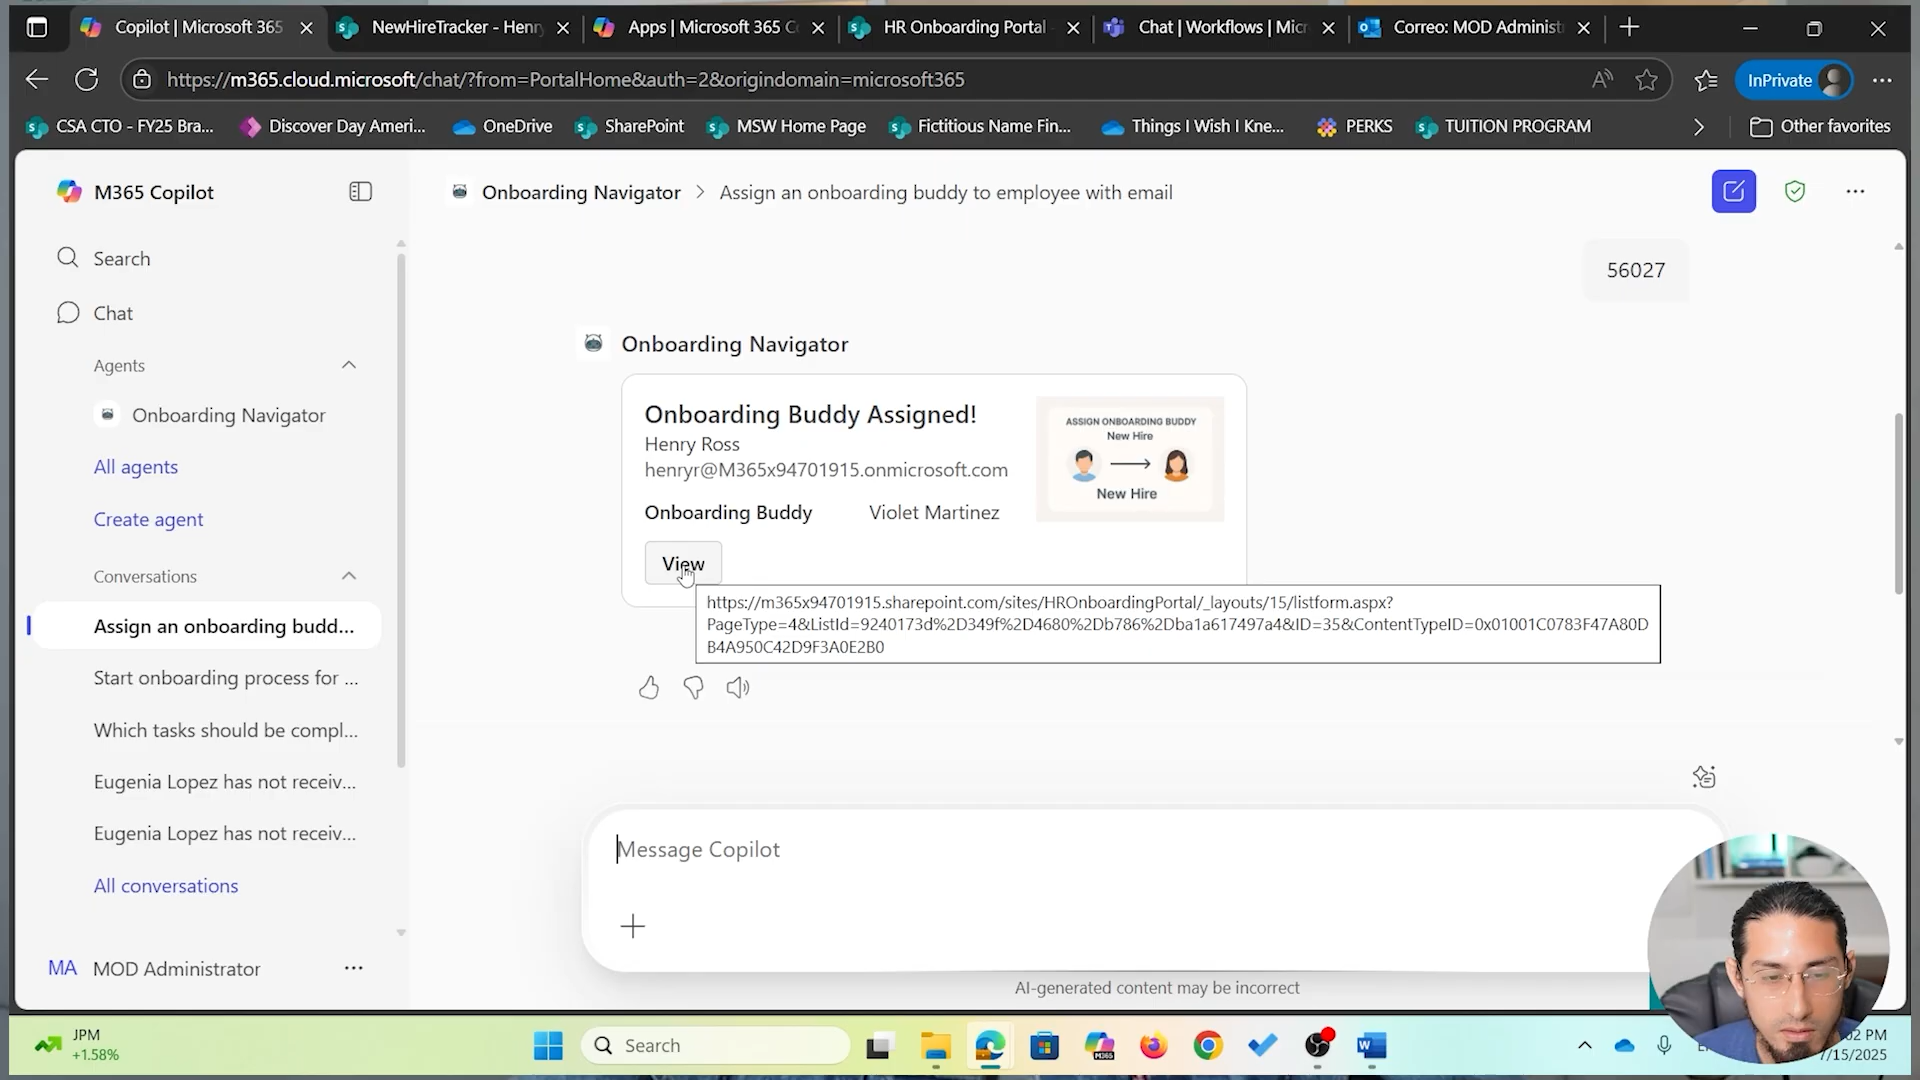 Copilot | Microsoft 365
NewHireTracker - Henry
Apps | Microsoft 365 C
HR Onboarding Portal
Chat | Workflows | Micr
Correo: MOD Administ
https://m365.cloud.microsoft/chat/?from=PortalHome&auth=2&origindomain=microsoft365
InPrivate
CSA CTO - FY25 Bra...
Discover Day Ameri...
OneDrive
SharePoint
MSW Home Page
Fictitious Name Fin...
Things I Wish I Kne...
PERKS
TUITION PROGRAM
Other favorites
M365 Copilot
Search
Chat
Agents
Onboarding Navigator
All agents
Create agent
Conversations
Assign an onboarding budd...
Start onboarding process for ...
Which tasks should be compl...
Eugenia Lopez has not receiv...
Eugenia Lopez has not receiv...
All conversations
MA MOD Administrator
Onboarding Navigator > Assign an onboarding buddy to employee with email
56027
Onboarding Navigator
Onboarding Buddy Assigned!
Henry Ross
henryr@M365x94701915.onmicrosoft.com
Onboarding Buddy Violet Martinez
ASSIGN ONBOARDING BUDDY
New Hire
New Hire
View
https://m365x94701915.sharepoint.com/sites/HROnboardingPortal/_layouts/15/listform.aspx?
PageType=4&ListId=9240173d%2D349f%2D4680%2Db786%2Dba1a617497a4&ID=35&ContentTypeID=0x01001C0783F47A80D
B4A950C42D9F3A0E2B0
Message Copilot
AI-generated content may be incorrect
JPM
+1.58%
Search
M365
02 PM
7/15/2025